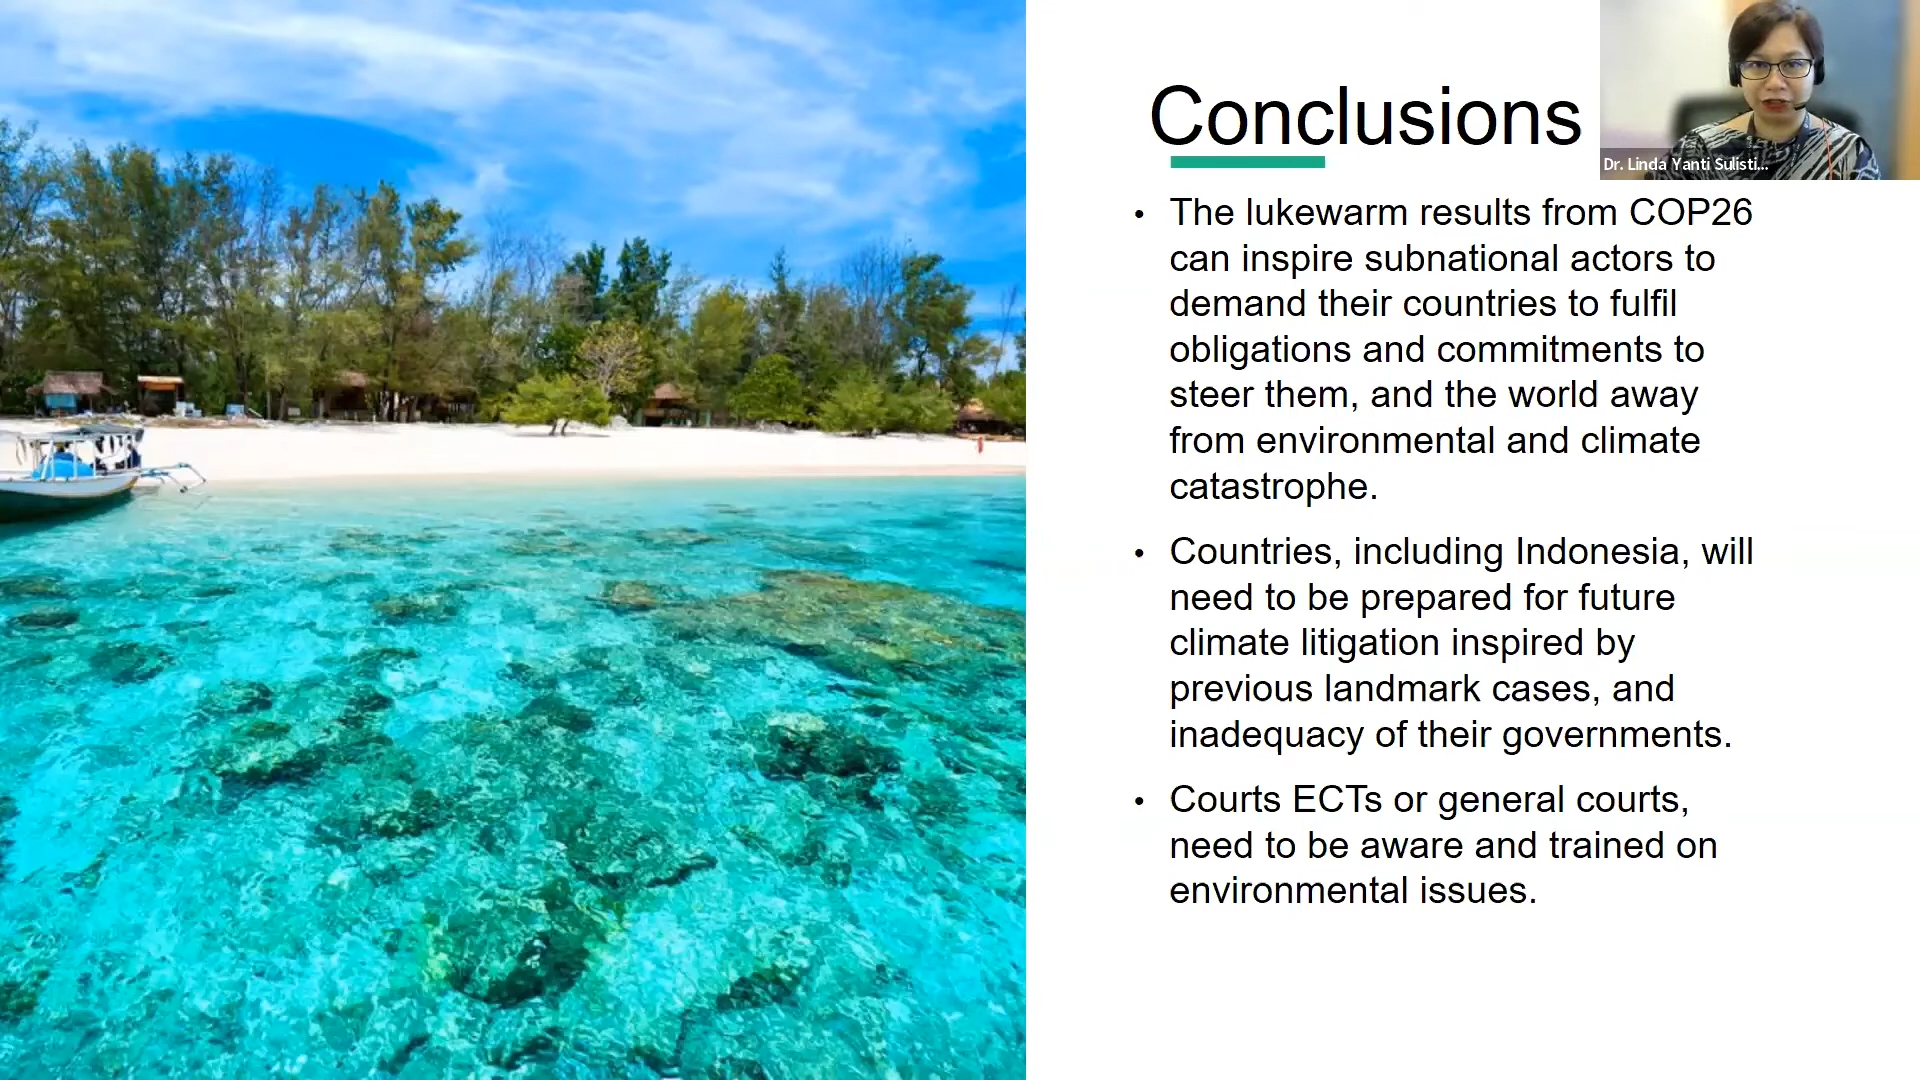 Conclusions
Dr. Linda Yanti Sulisti...
• The lukewarm results from COP26
can inspire subnational actors to
demand their countries to fulfil
obligations and commitments to
steer them, and the world away
from environmental and climate
catastrophe.
• Countries, including Indonesia, will
need to be prepared for future
climate litigation inspired by
previous landmark cases, and
inadequacy of their governments.
• Courts ECTs or general courts,
need to be aware and trained on
environmental issues.